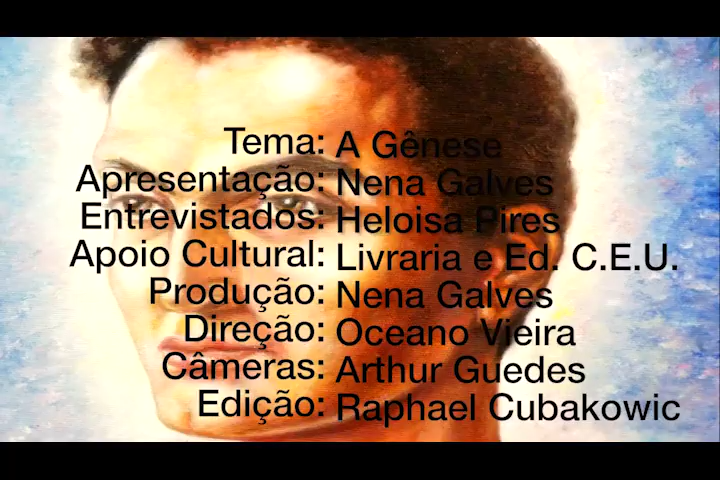 Tema: A Gênese
Apresentação: Nena Galves
Entrevistados: Heloisa Pires
Apoio Cultural: Livraria e Ed. C.E.U.
Produção: Nena Galves
Direção: Oceano Vieira
Câmeras: Arthur Guedes
Edição: Raphael Cubakowic